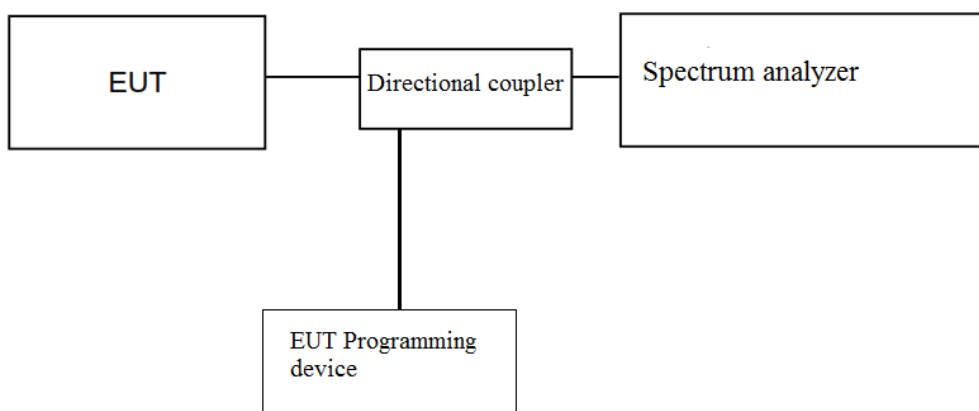 EUT
Directional coupler
Spectrum analyzer
EUT Programming
device